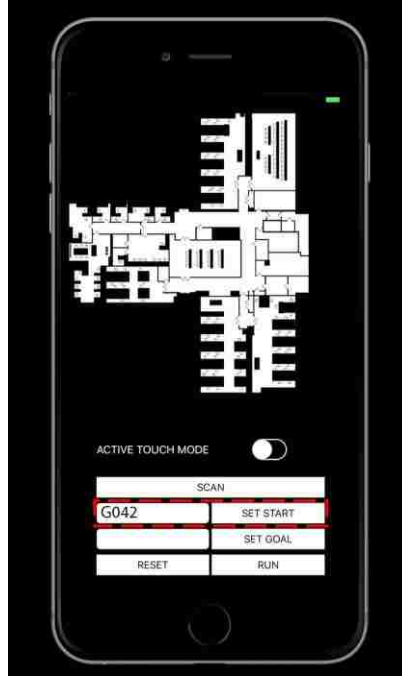 ACTIVE TOUCH MODE
SCAN
G042 SET START
SET GOAL
RESET RUN